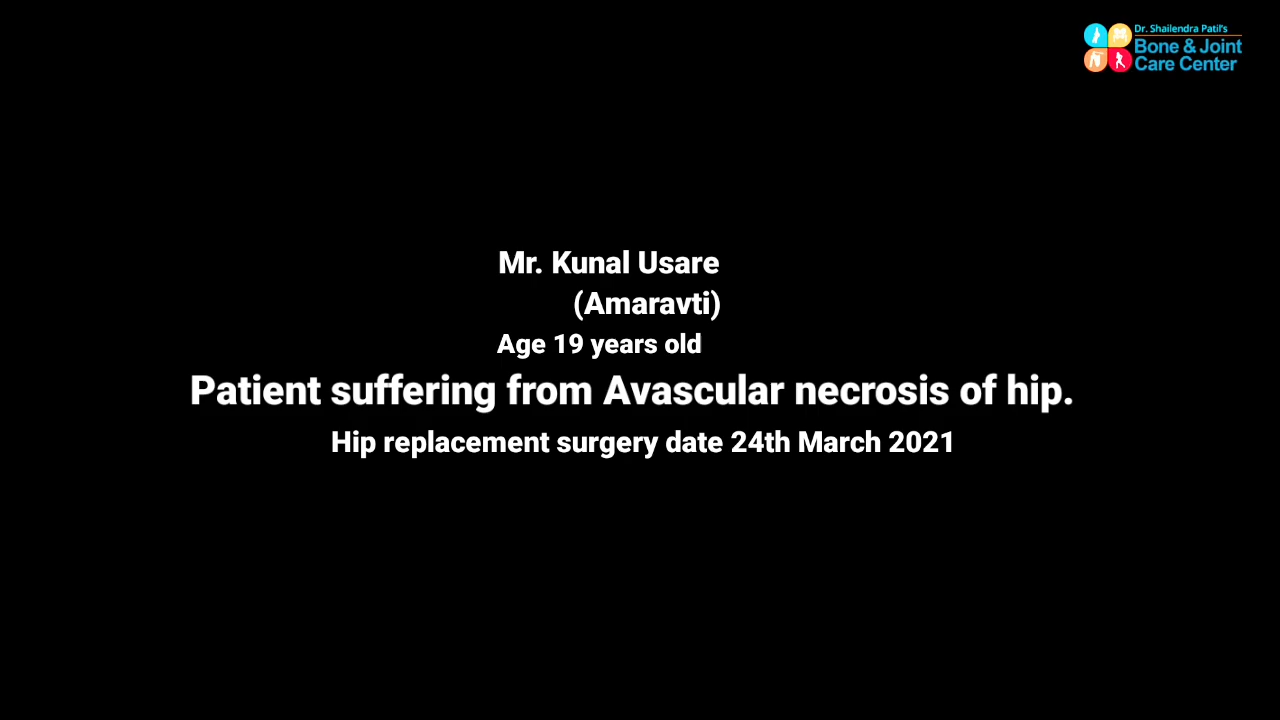 Dr. Shailendra Patil's
Bone & Joint
Care Center
Mr. Kunal Usare
(Amaravti)
Age 19 years old
Patient suffering from Avascular necrosis of hip.
Hip replacement surgery date 24th March 2021